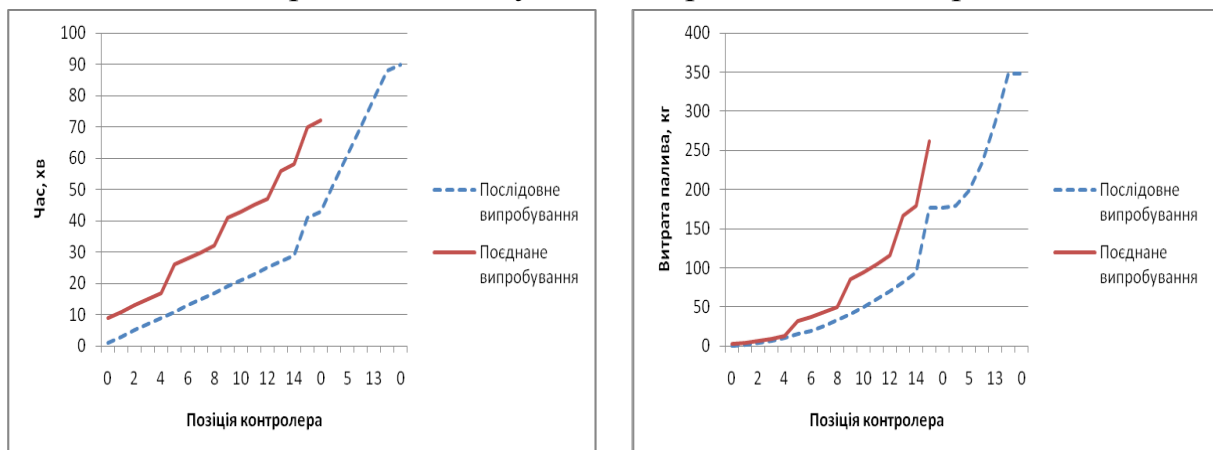 100
90
80
70
60
50
40
30
20
10
0
Час, хв
0 2 4 6 8 10 12 14 0 5 13 0
Позиція контролера
Послідовне
випробування
Поєднане
випробування
400
350
300
250
200
150
100
50
0
Витрата палива, кг
0 2 4 6 8 10 12 14 0 5 13 0
Позиція контролера
Послідовне
випробування
Поєднане
випробування